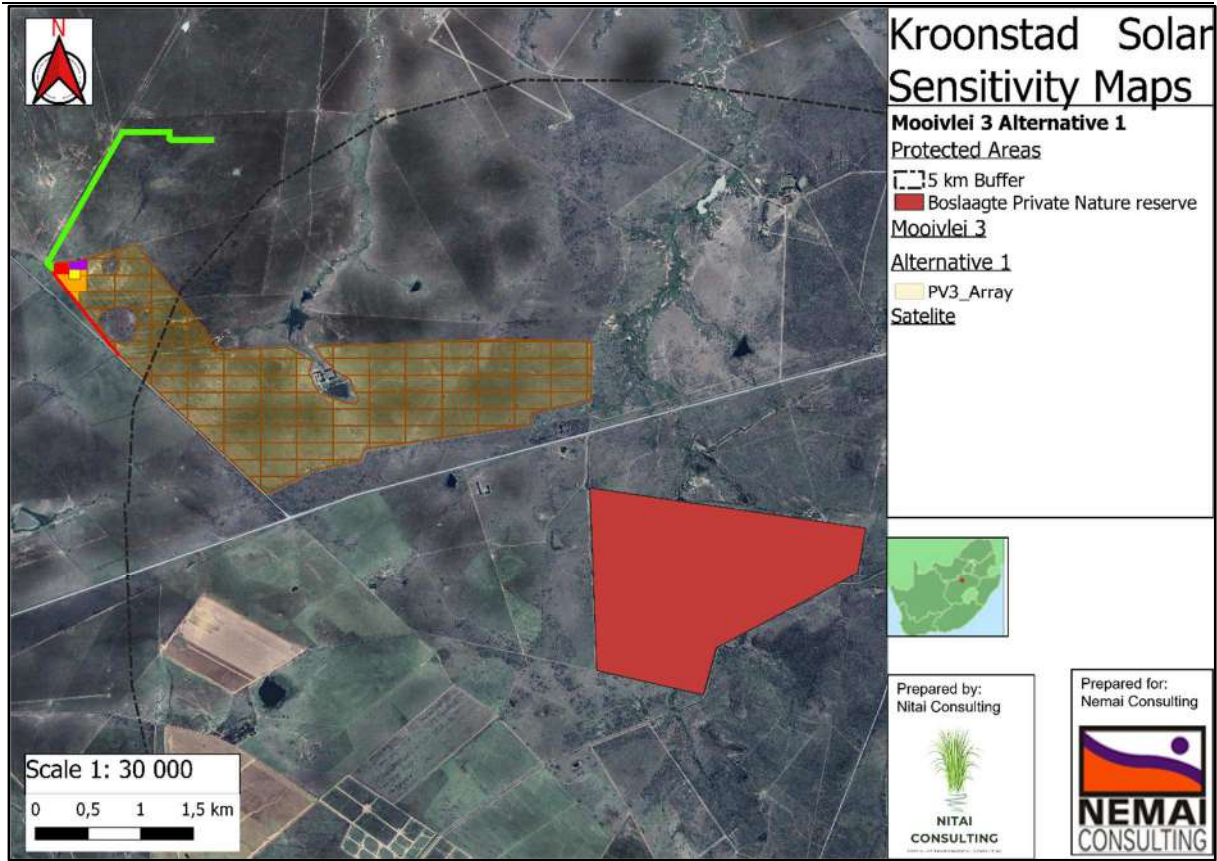 N
Kroonstad Solar
Sensitivity Maps
Mooivlei 3 Alternative 1
Protected Areas
5 km Buffer
Boslaagte Private Nature reserve
Mooivlei 3
Alternative 1
PV3_Array
Satelite
Scale 1: 30 000
0 0,5 1 1,5 km
Prepared by:
Nitai Consulting
NITAI
CONSULTING
Prepared for:
Nemai Consulting
NEMAI
CONSULTING